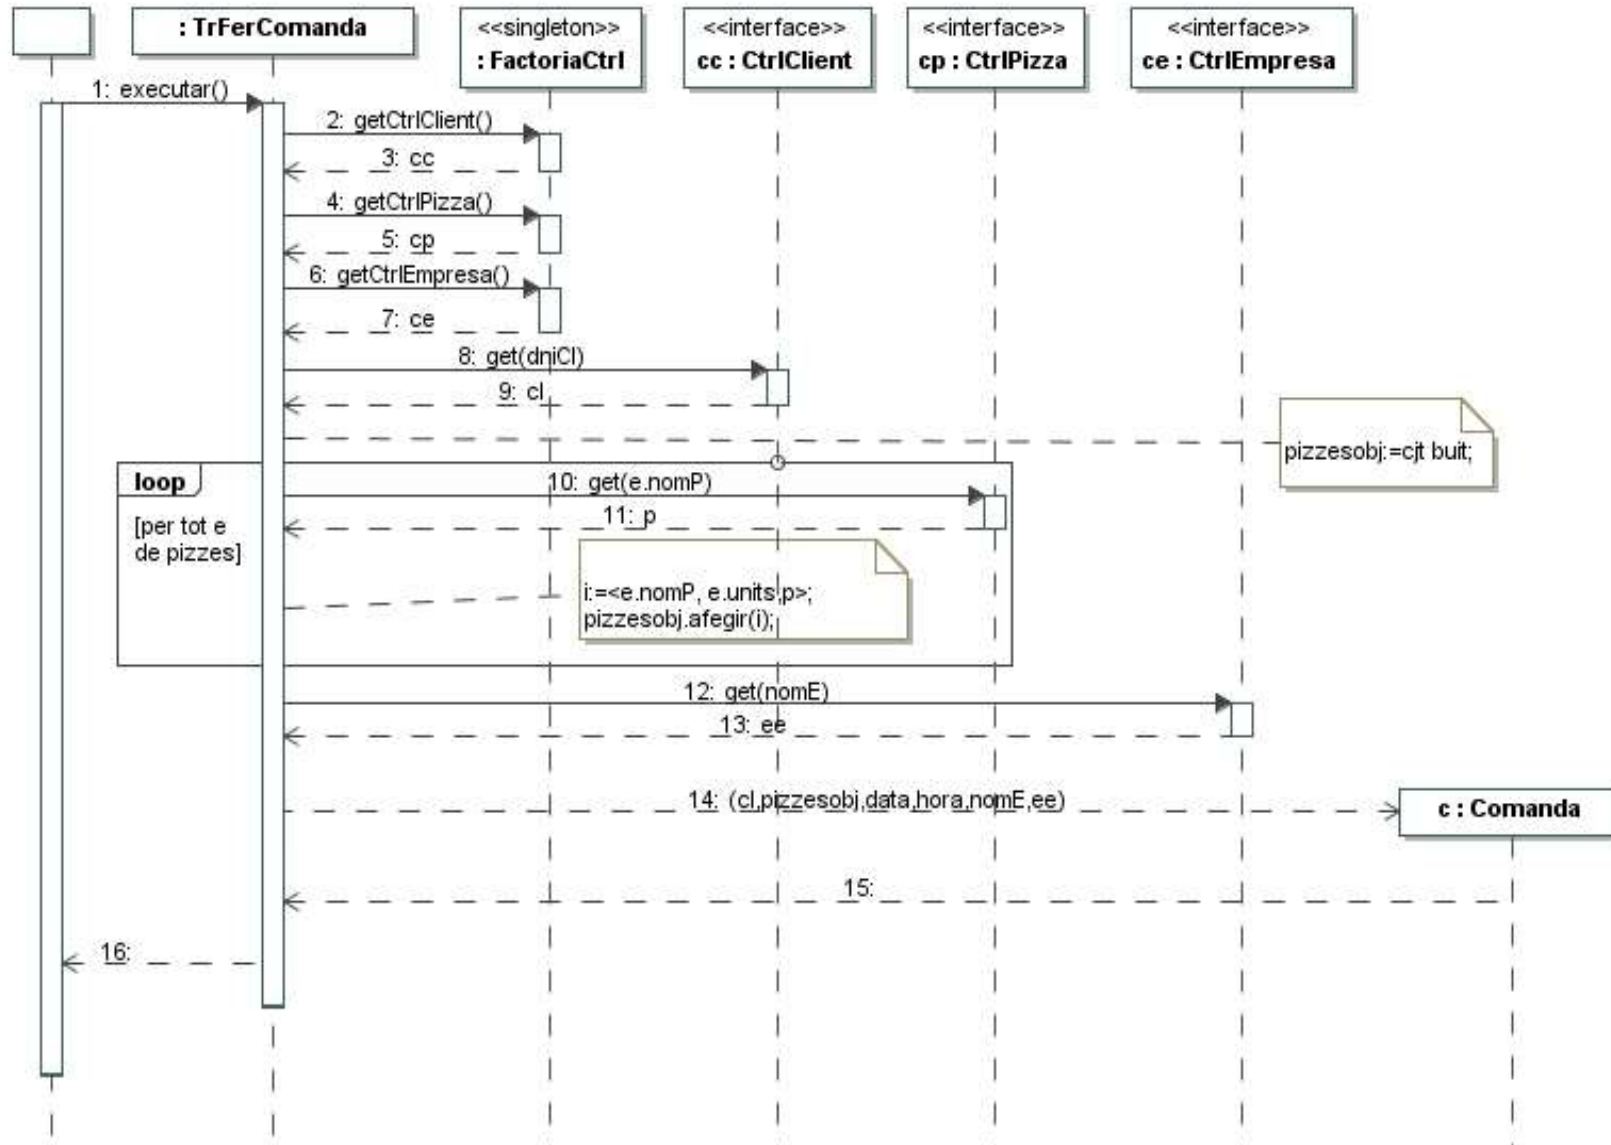 : TrFerComanda
<<singleton>>
: FactoriaCtrl
<<interface>>
cc : CtrlClient
<<interface>>
cp : CtrlPizza
<<interface>>
ce : CtrlEmpresa
1: executar()
2: getCtrlClient()
3: cc
4: getCtrlPizza()
5: cp
6: getCtrlEmpresa()
7: ce
8: get(dniCl)
9: cl
pizzesobj:=cjt buit;
loop
10: get(e.nomP)
[per tot e
de pizzes]
11: p
i:=<e.nomP, e.units,p>;
pizzesobj.afegir(i);
12: get(nomE)
13: ee
14: (cl,pizzesobj,data,hora,nomE,ee)
c : Comanda
15:
16: